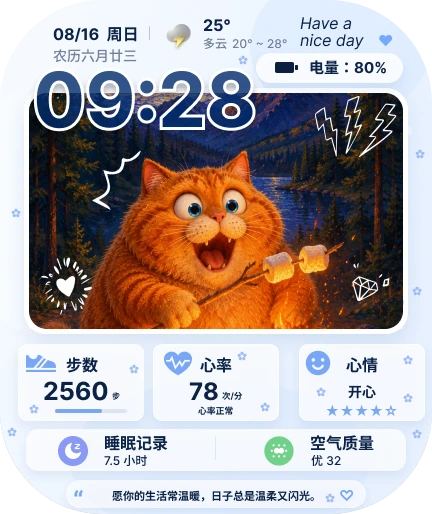 08/16 周日
农历六月廿三
25°
多云 20° ~ 28°
Have a
nice day
电量：80%
09:28
步数
2560 步
心率
78 次/分
心率正常
心情
开心
睡眠记录
7.5 小时
空气质量
优 32
“ 愿你的生活常温暖，日子总是温柔又闪光。